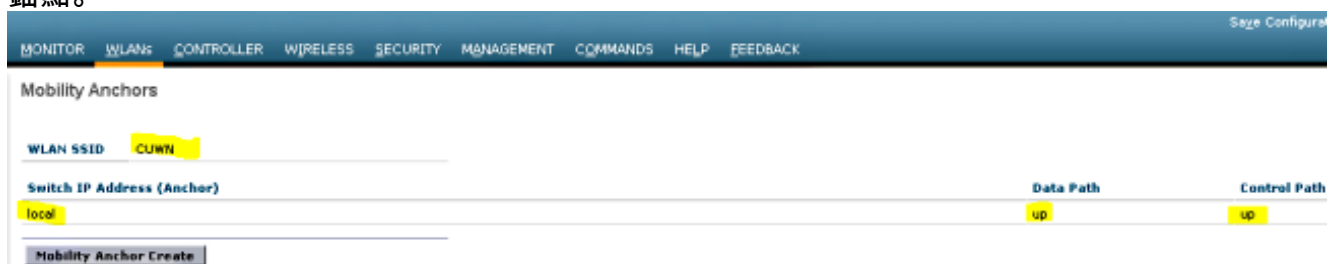 Save Configurat
MONITOR WLANs CONTROLLER WIRELESS SECURITY MANAGEMENT COMMANDS HELP FEEDBACK
Mobility Anchors
WLAN SSID CUWN
Switch IP Address (Anchor) Data Path Control Path
local up up
Mobility Anchor Create